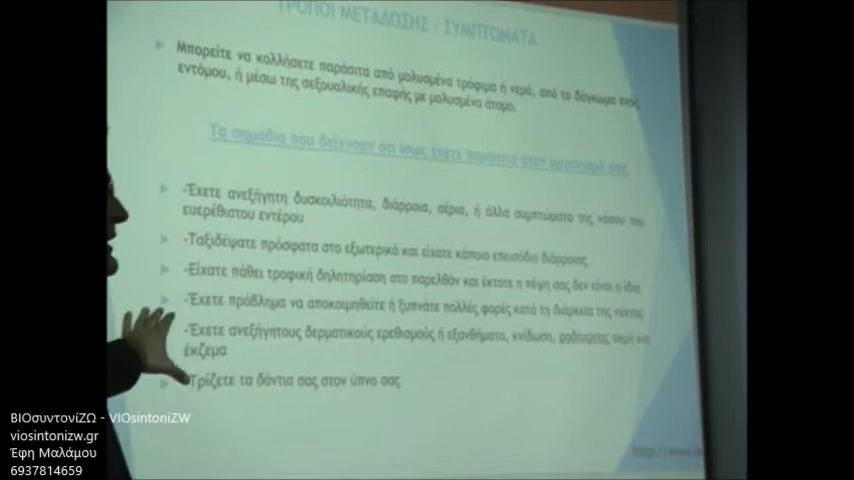 ΤΡΟΠΟΙ ΜΕΤΑΔΟΣΗΣ - ΣΥΜΠΤΩΜΑΤΑ
Μπορείτε να κολλήσετε παράσιτα από μολυσμένα τρόφιμα ή νερό, από το δάγκωμα ενός
εντόμου, ή μέσω της σεξουαλικής επαφής με μολυσμένο άτομο.
Τα σημάδια που δείχνουν ότι ίσως έχετε παράσιτα στον οργανισμό σας
-Έχετε ανεξήγητη δυσκοιλιότητα, διάρροια, αέρια, ή άλλα συμπτώματα της νόσου του
ευερέθιστου εντέρου
-Ταξιδέψατε πρόσφατα στο εξωτερικό και είχατε κάποιο επεισόδιο διάρροιας
-Είχατε πάθει τροφική δηλητηρίαση στο παρελθόν και έκτοτε η πέψη σας δεν είναι η ίδια
-Έχετε πρόβλημα να αποκοιμηθείτε ή ξυπνάτε πολλές φορές κατά τη διάρκεια της νύχτας
-Έχετε ανεξήγητους δερματικούς ερεθισμούς ή εξανθήματα, κνίδωση, ροδόχρους ακμή και
έκζεμα
-Τρίζετε τα δόντια σας στον ύπνο σας
ΒΙΟσυντονίΖΩ - VIOsintoniZW
viosintonizw.gr
Έφη Μαλάμου
6937814659